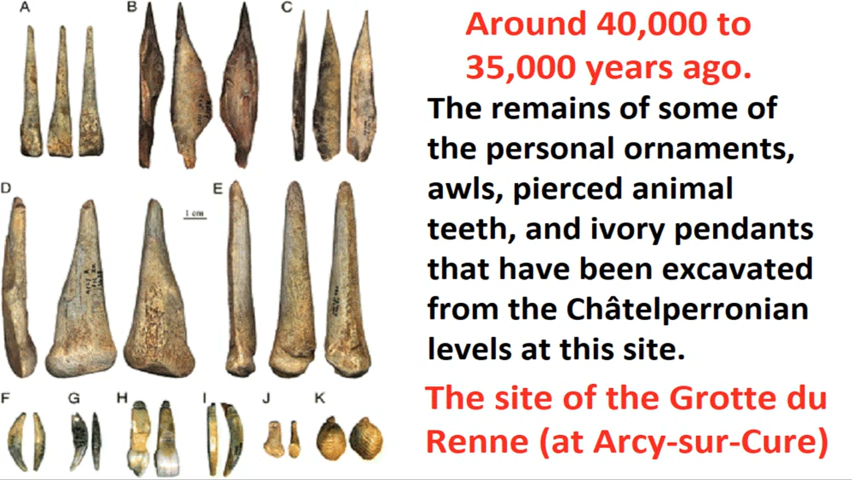 A
B
C
D
E
1 cm
F
G
H
I
J
K
Around 40,000 to
35,000 years ago.
The remains of some of
the personal ornaments,
awls, pierced animal
teeth, and ivory pendants
that have been excavated
from the Châtelperronian
levels at this site.
The site of the Grotte du
Renne (at Arcy-sur-Cure)